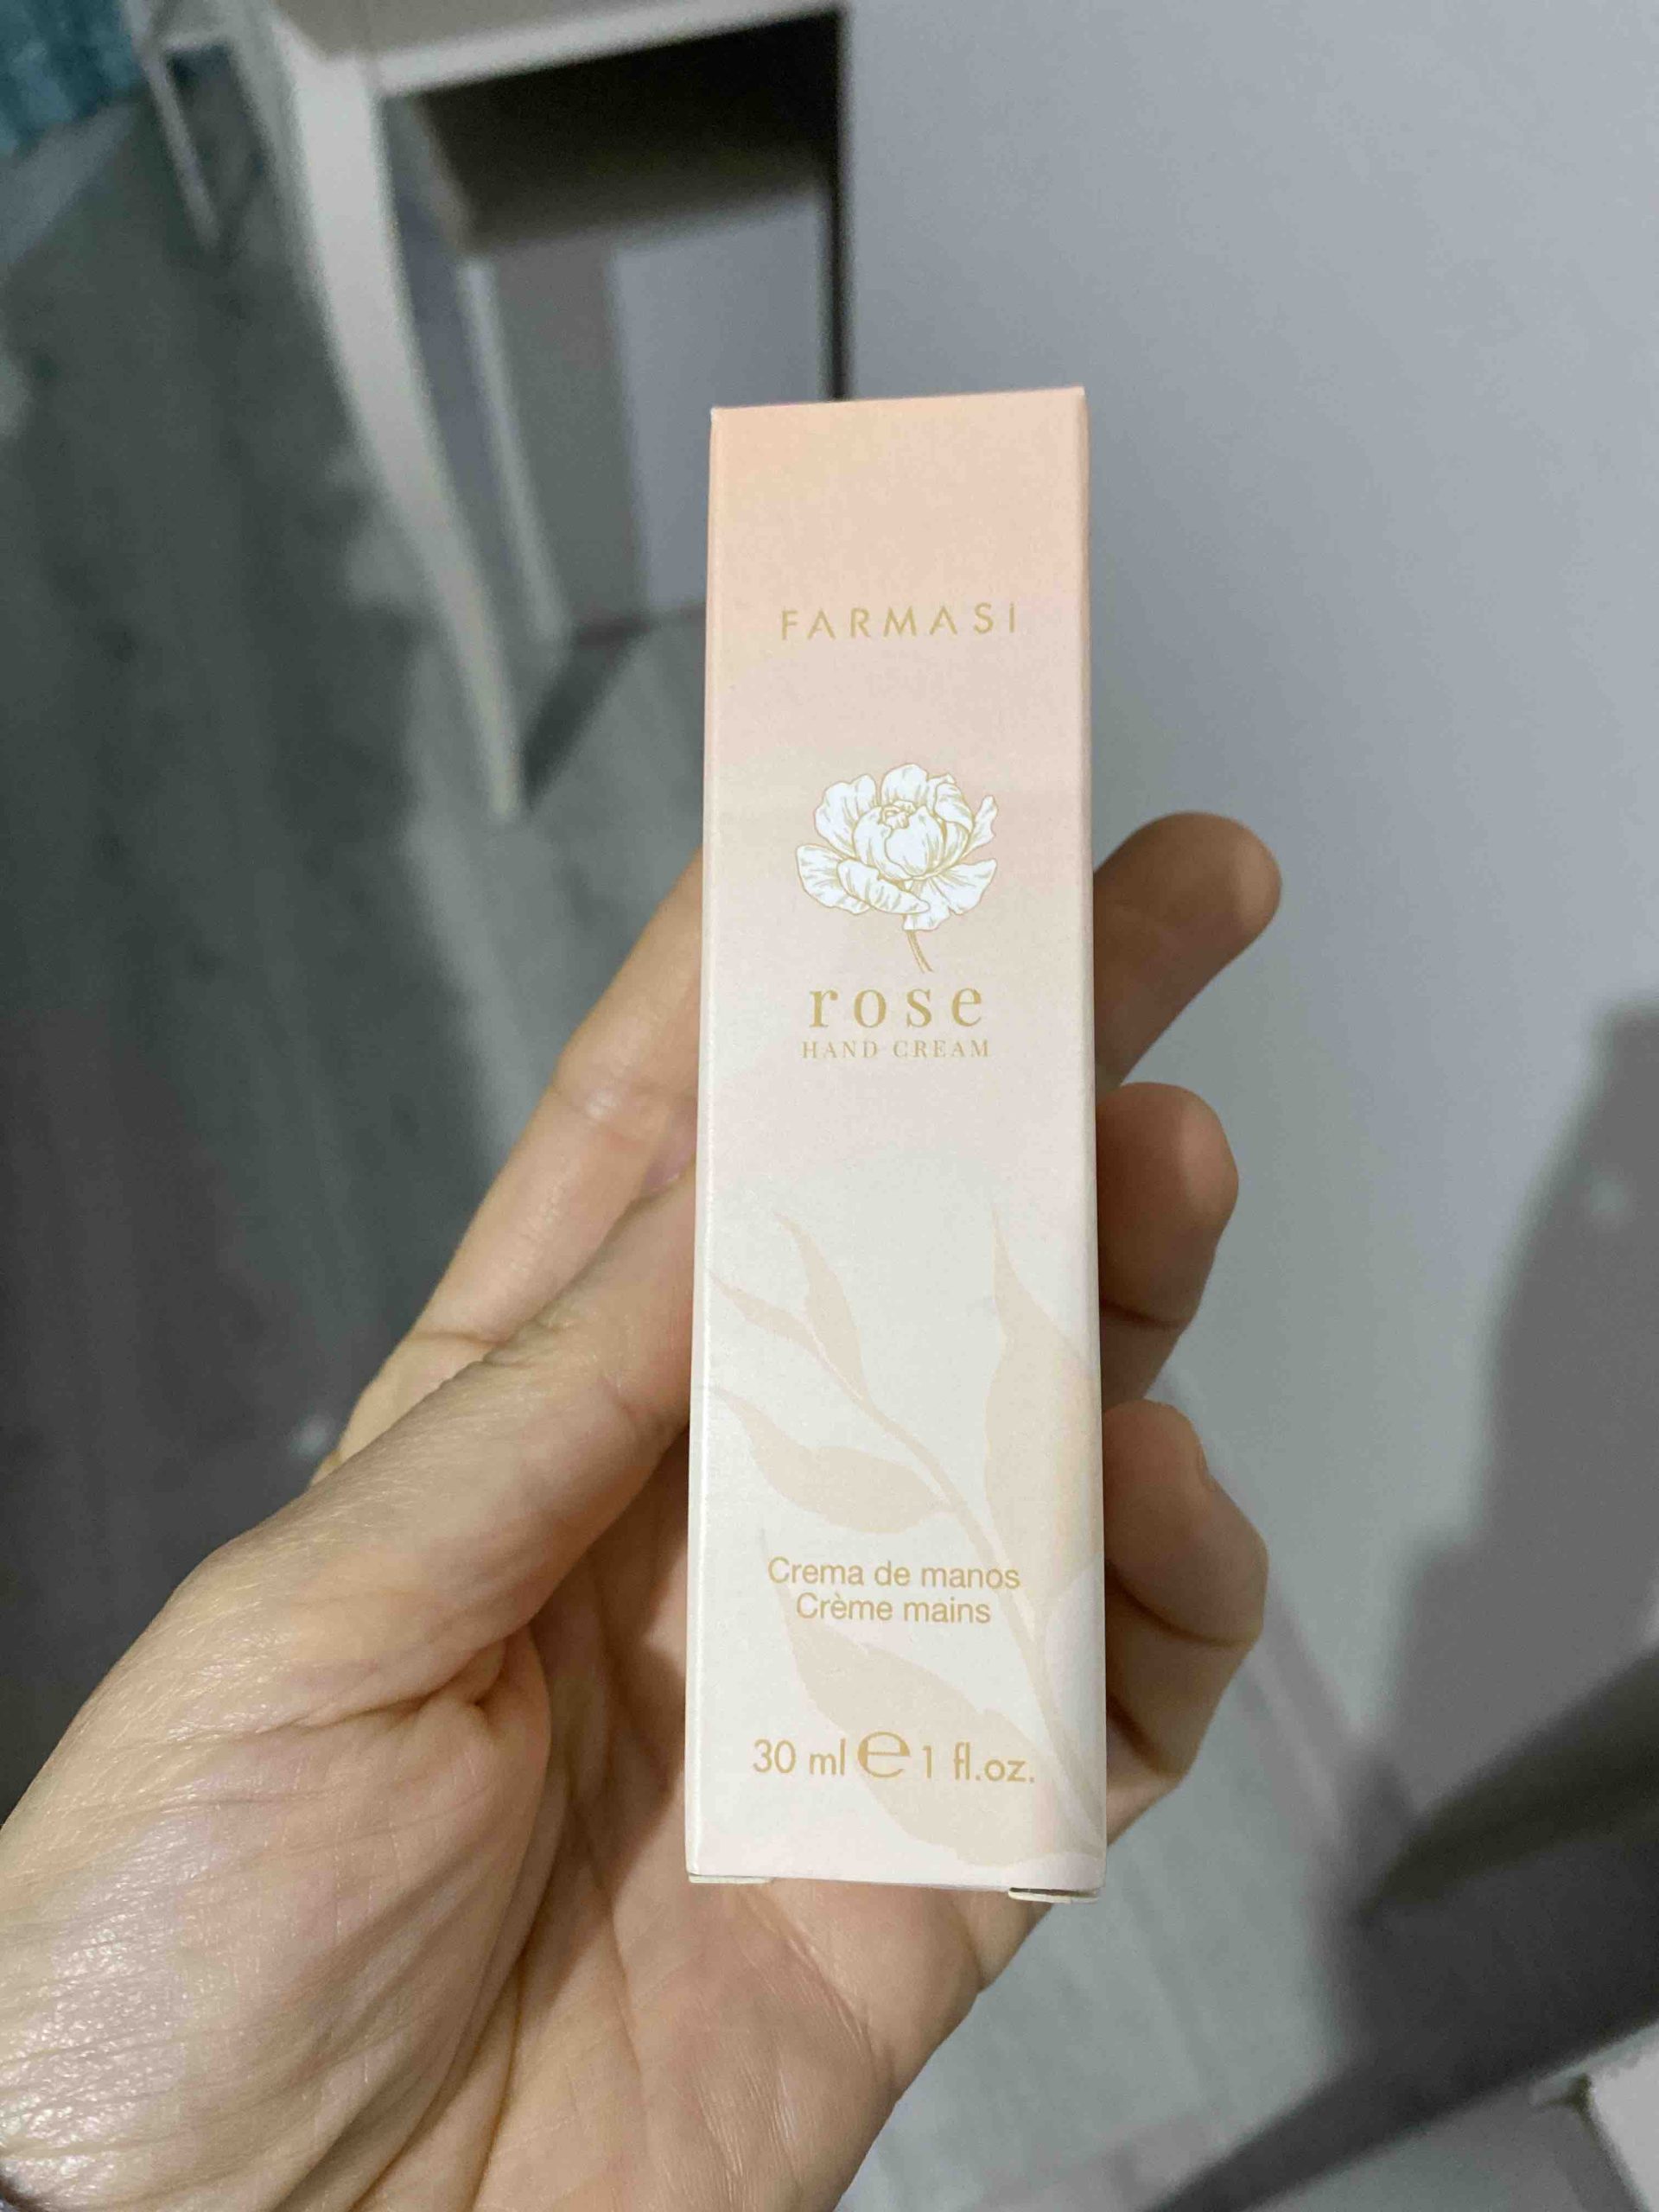 FARMASI
rose
HAND CREAM
Crema de manos
Crème mains
30 ml e 1 fl.oz.